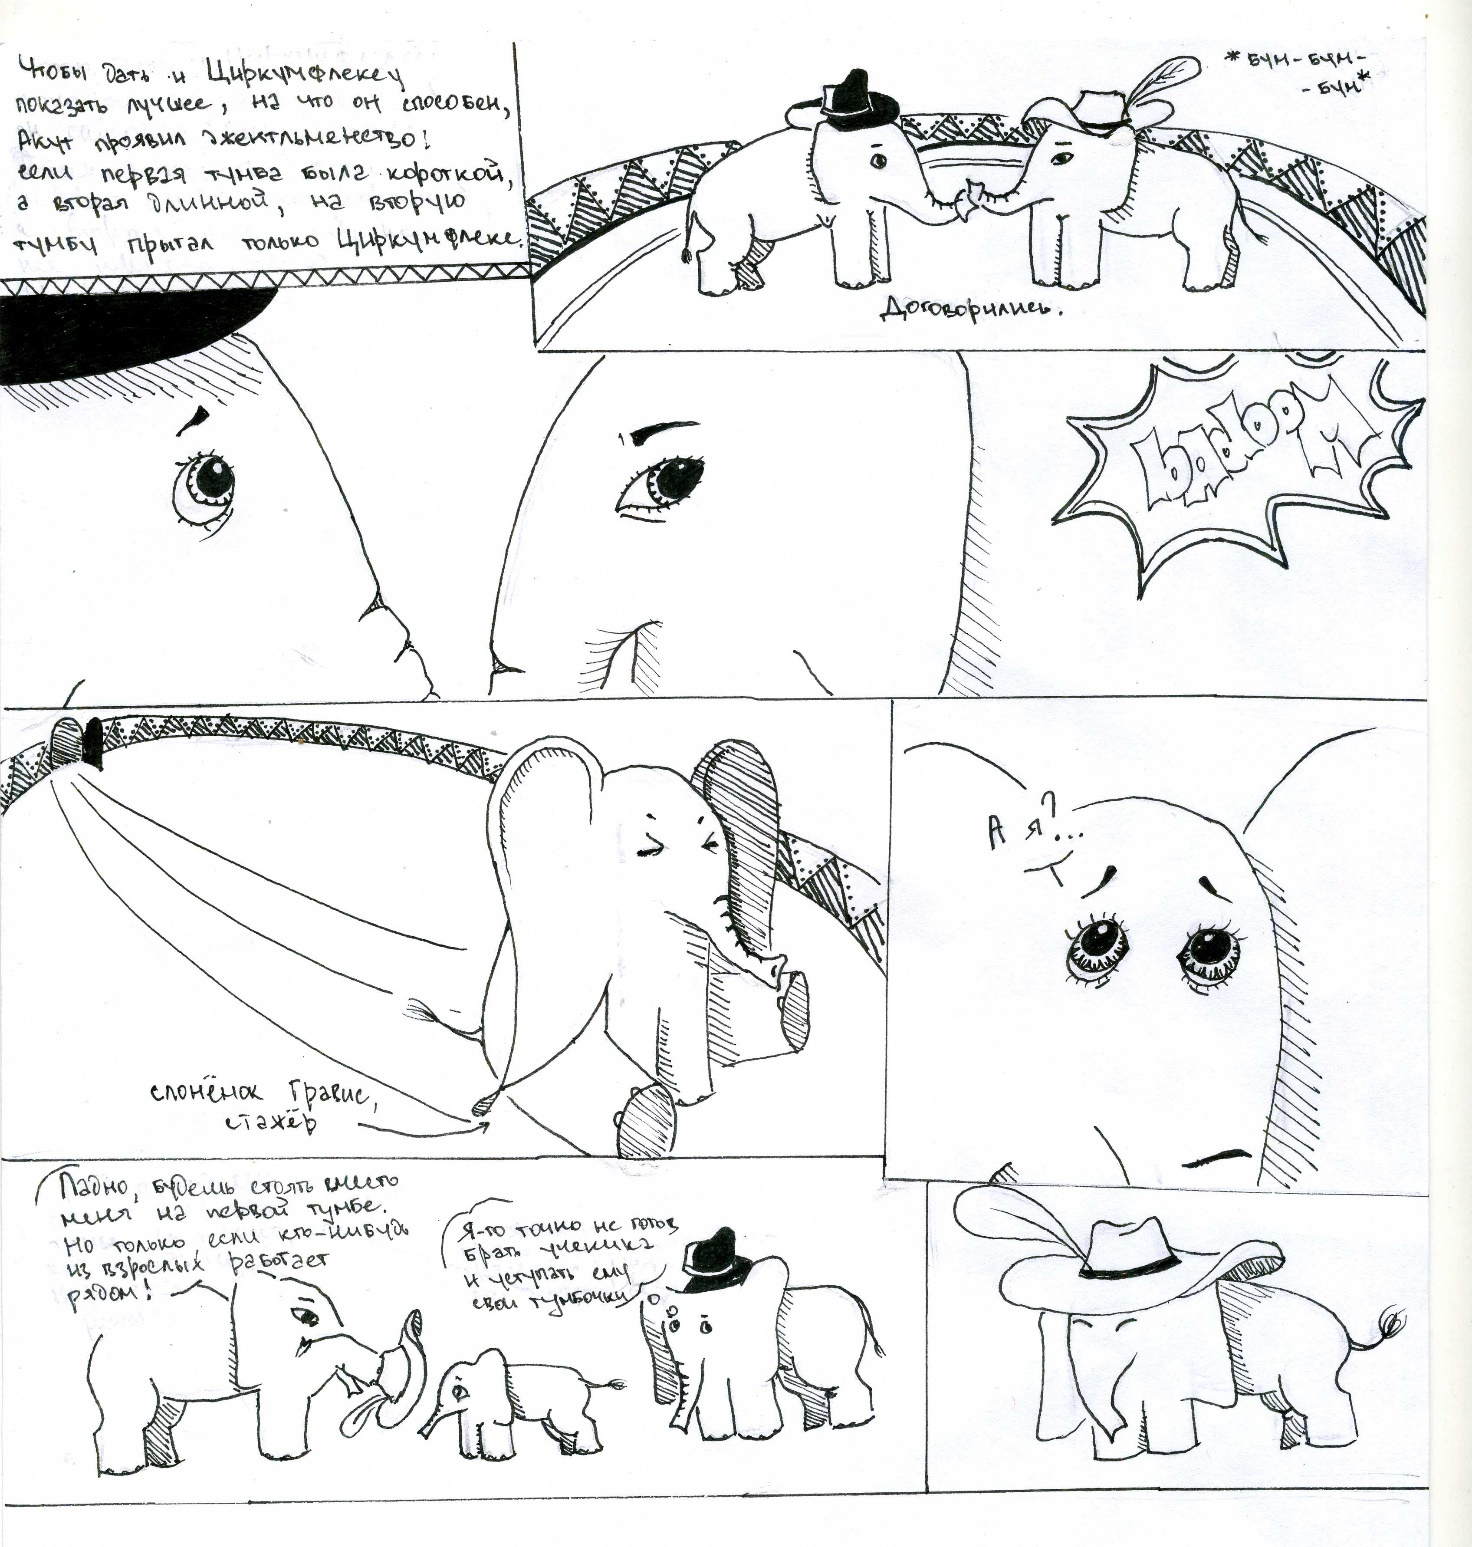 Чтобы дать и Циркумфлексу
показать лучшее, на что он способен,
Акут проявил джентльменство!
если первая тумба была короткой,
а вторая длинной, на вторую
тумбу прыгал только Циркумфлекс.
*БУМ-БУМ-
-БУМ*
Договорились.
BADOOM
А я?...
слонёнок Гравис,
стажёр
Ладно, будешь стоять вместо
меня на первой тумбе.
Но только, если кто-нибудь
из взрослых работает
рядом!
Я-то точно не готов
брать ученика
и уступать ему
свои тумбочки